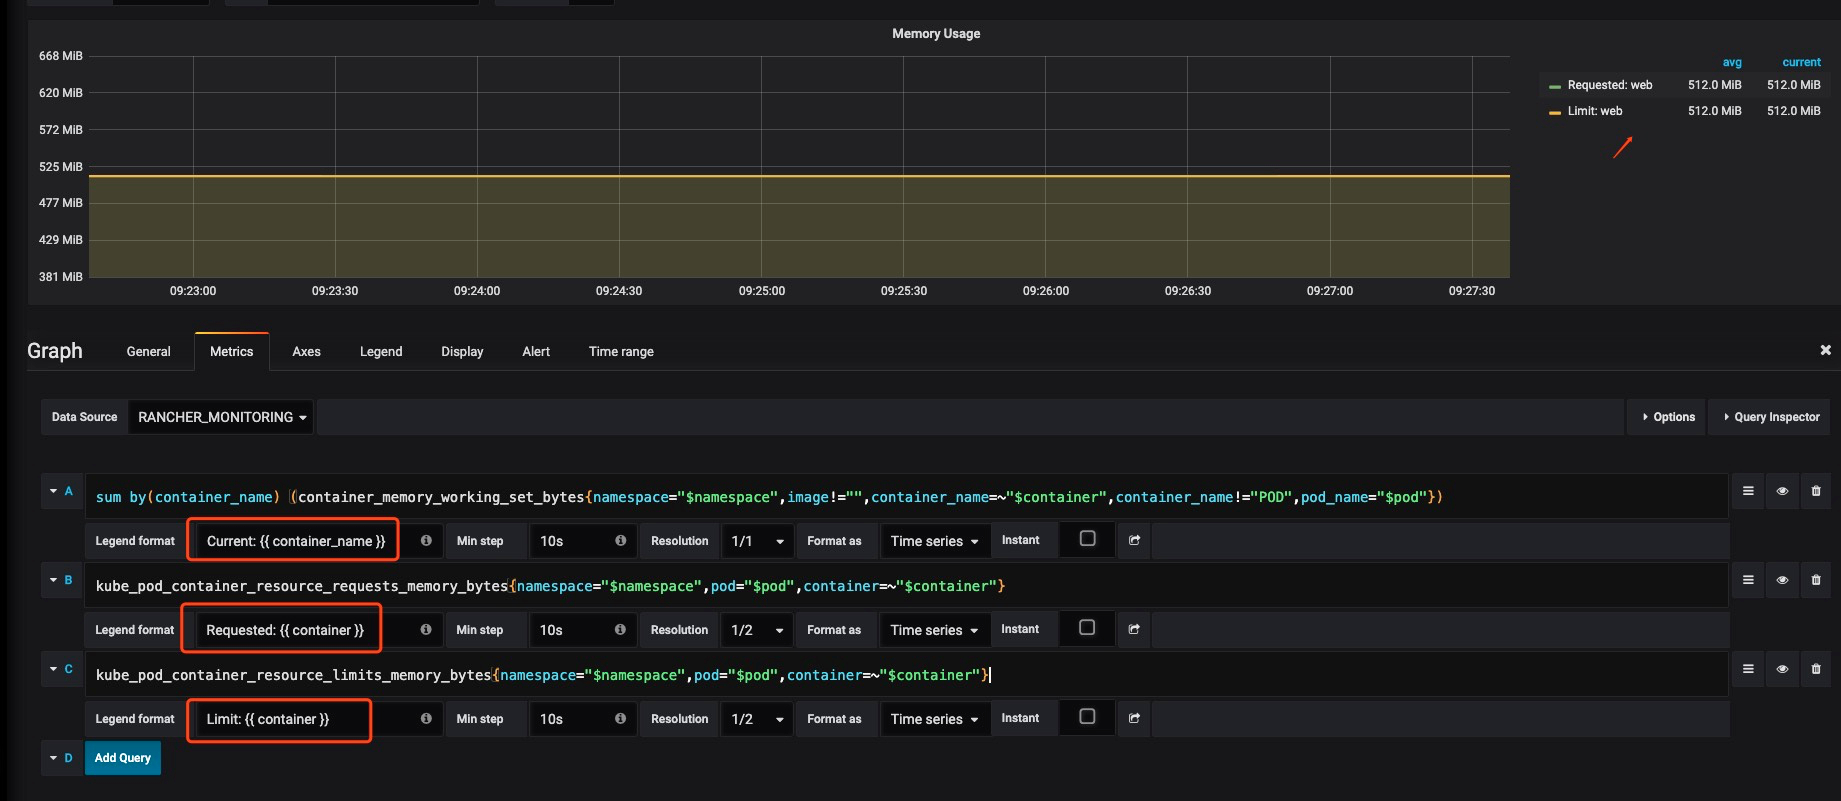 Memory Usage
668 MiB
620 MiB
572 MiB
525 MiB
477 MiB
429 MiB
381 MiB
09:23:00 09:23:30 09:24:00 09:24:30 09:25:00 09:25:30 09:26:00 09:26:30 09:27:00 09:27:30
avg current
Requested: web 512.0 MiB 512.0 MiB
Limit: web 512.0 MiB 512.0 MiB
Graph General Metrics Axes Legend Display Alert Time range
Data Source RANCHER_MONITORING Options Query Inspector
A sum by(container_name) (container_memory_working_set_bytes{namespace="$namespace",image!="",container_name=~"$container",container_name!="POD",pod_name="$pod"})
Legend format Current: {{ container_name }} Min step 10s Resolution 1/1 Format as Time series Instant
B kube_pod_container_resource_requests_memory_bytes{namespace="$namespace",pod="$pod",container=~"$container"}
Legend format Requested: {{ container }} Min step 10s Resolution 1/2 Format as Time series Instant
C kube_pod_container_resource_limits_memory_bytes{namespace="$namespace",pod="$pod",container=~"$container"}
Legend format Limit: {{ container }} Min step 10s Resolution 1/2 Format as Time series Instant
D Add Query